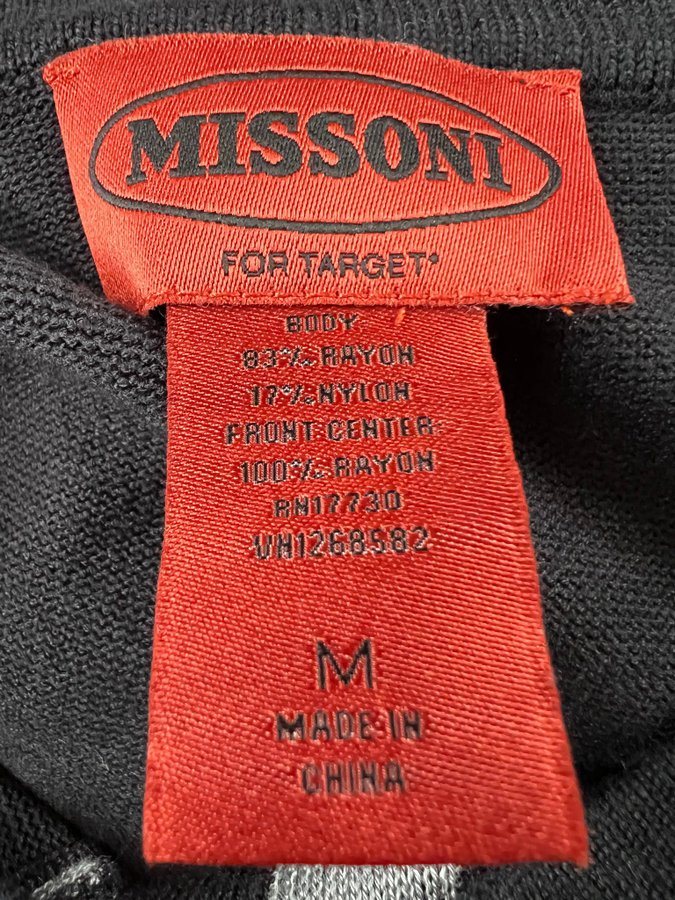 MISSONI
FOR TARGET®
BODY
83% RAYON
17% NYLON
FRONT CENTER
100% RAYON
RN17730
VN1268582
M
MADE IN
CHINA